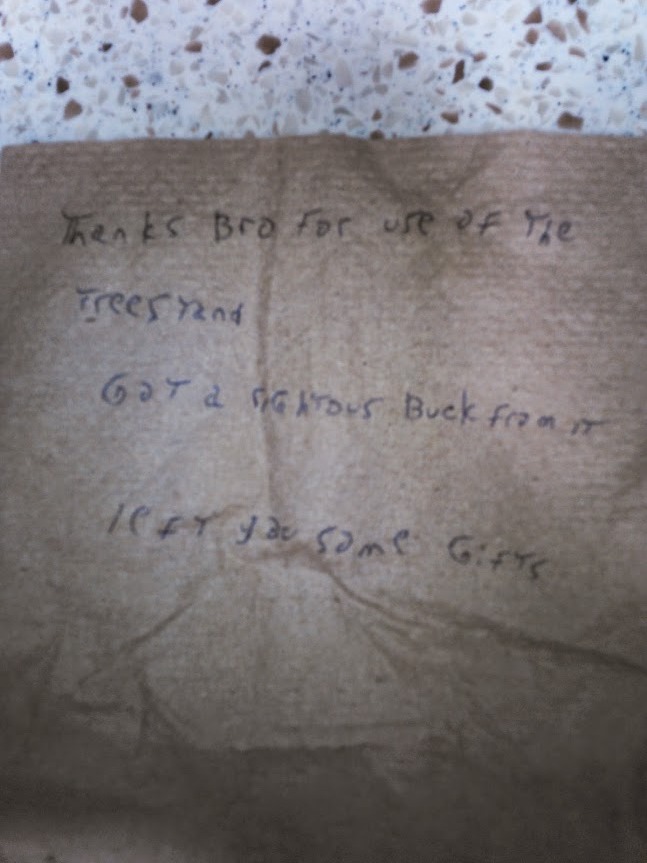 Thanks Bro For use of The
Treestand
Got a rightous Buck from it
left you some Gifts